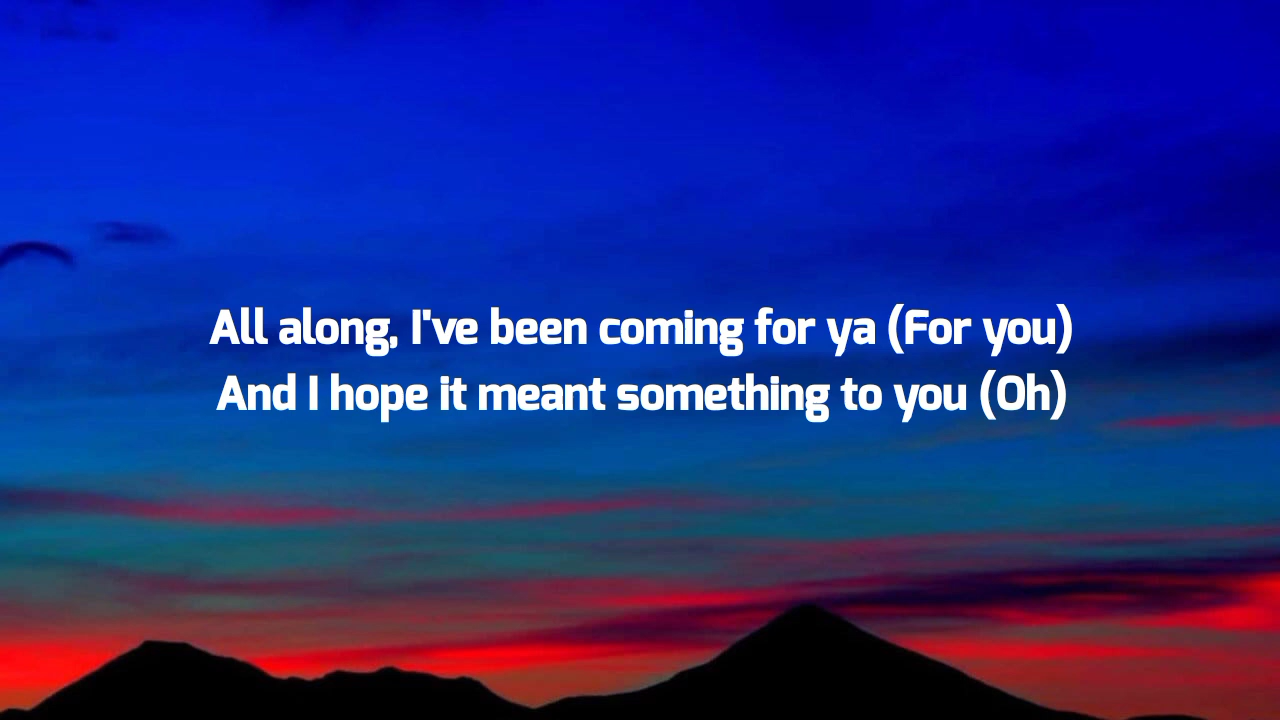 All along, I've been coming for ya (For you)
And I hope it meant something to you (Oh)